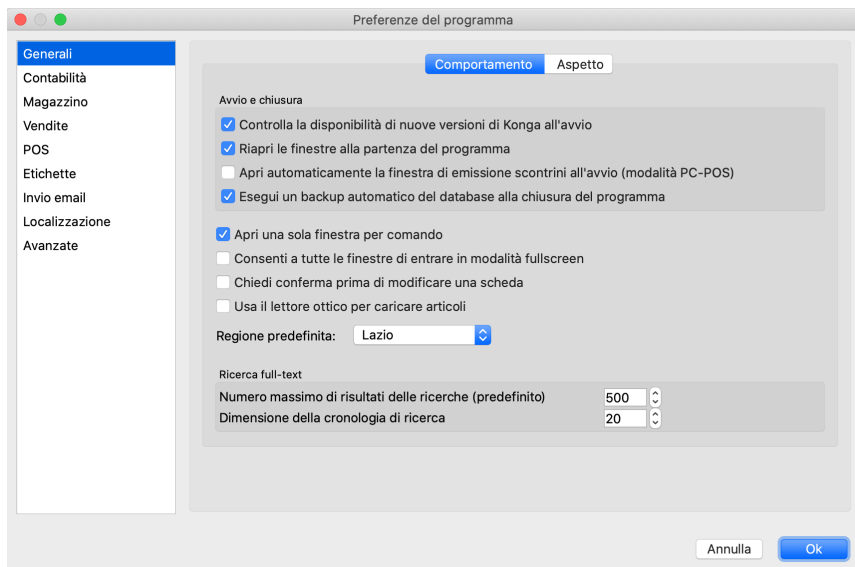 Preferenze del programma
Generali
Contabilità
Magazzino
Vendite
POS
Etichette
Invio email
Localizzazione
Avanzate
Comportamento
Aspetto
Avvio e chiusura
Controlla la disponibilità di nuove versioni di Konga all'avvio
Riapri le finestre alla partenza del programma
Apri automaticamente la finestra di emissione scontrini all'avvio (modalità PC-POS)
Esegui un backup automatico del database alla chiusura del programma
Apri una sola finestra per comando
Consenti a tutte le finestre di entrare in modalità fullscreen
Chiedi conferma prima di modificare una scheda
Usa il lettore ottico per caricare articoli
Regione predefinita: Lazio
Ricerca full-text
Numero massimo di risultati delle ricerche (predefinito) 500
Dimensione della cronologia di ricerca 20
Annulla
Ok